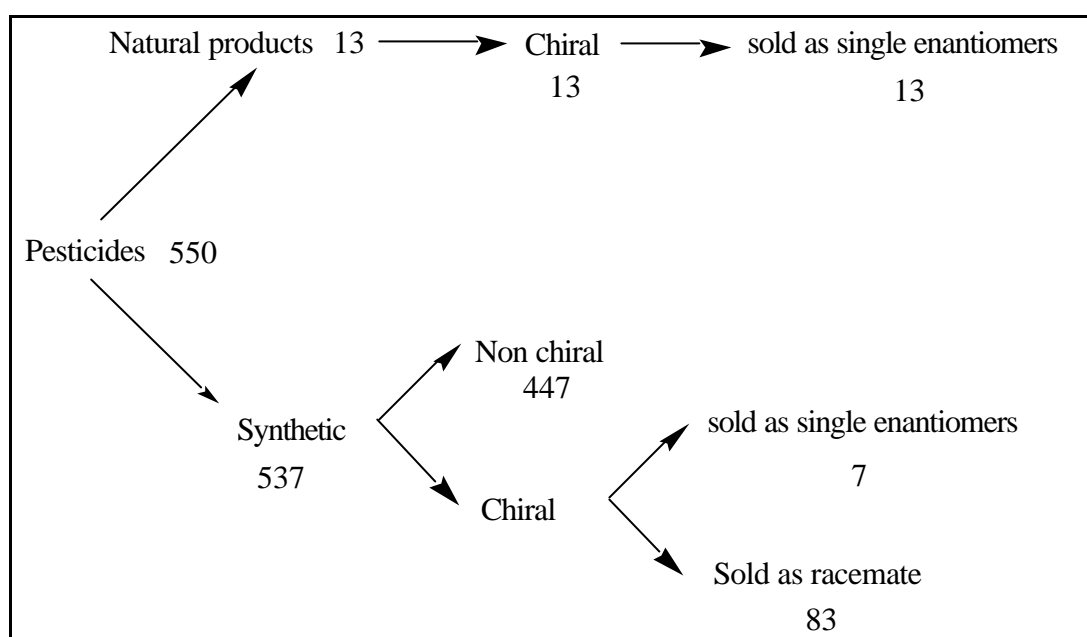 Natural products 13 Chiral sold as single enantiomers
13 13
Pesticides 550
Non chiral
447
Synthetic sold as single enantiomers
537 7
Chiral
Sold as racemate
83